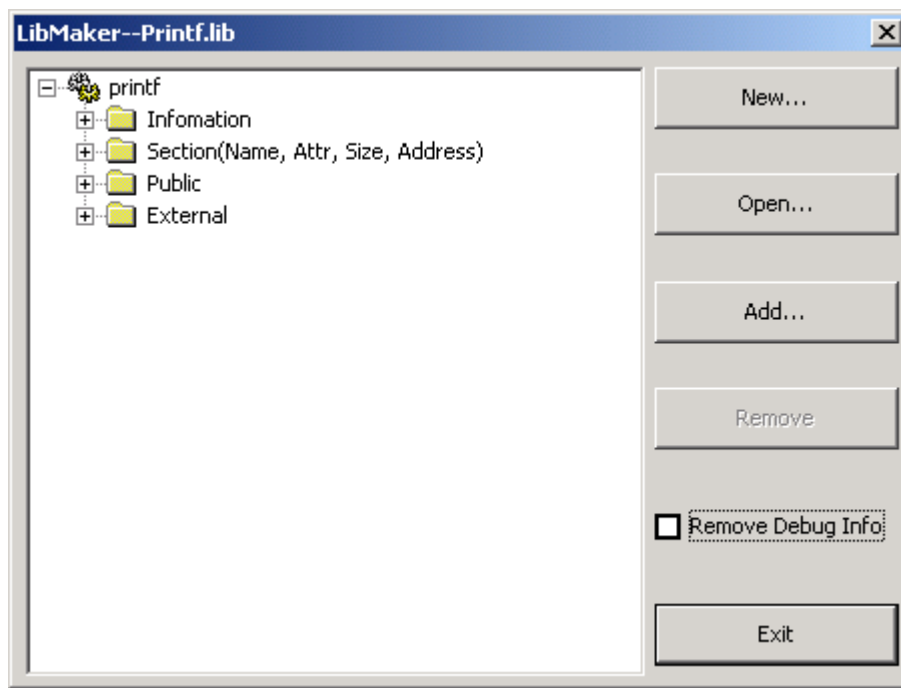 LibMaker--Printf.lib
printf
Infomation
Section(Name, Attr, Size, Address)
Public
External
New...
Open...
Add...
Remove
Remove Debug Info
Exit